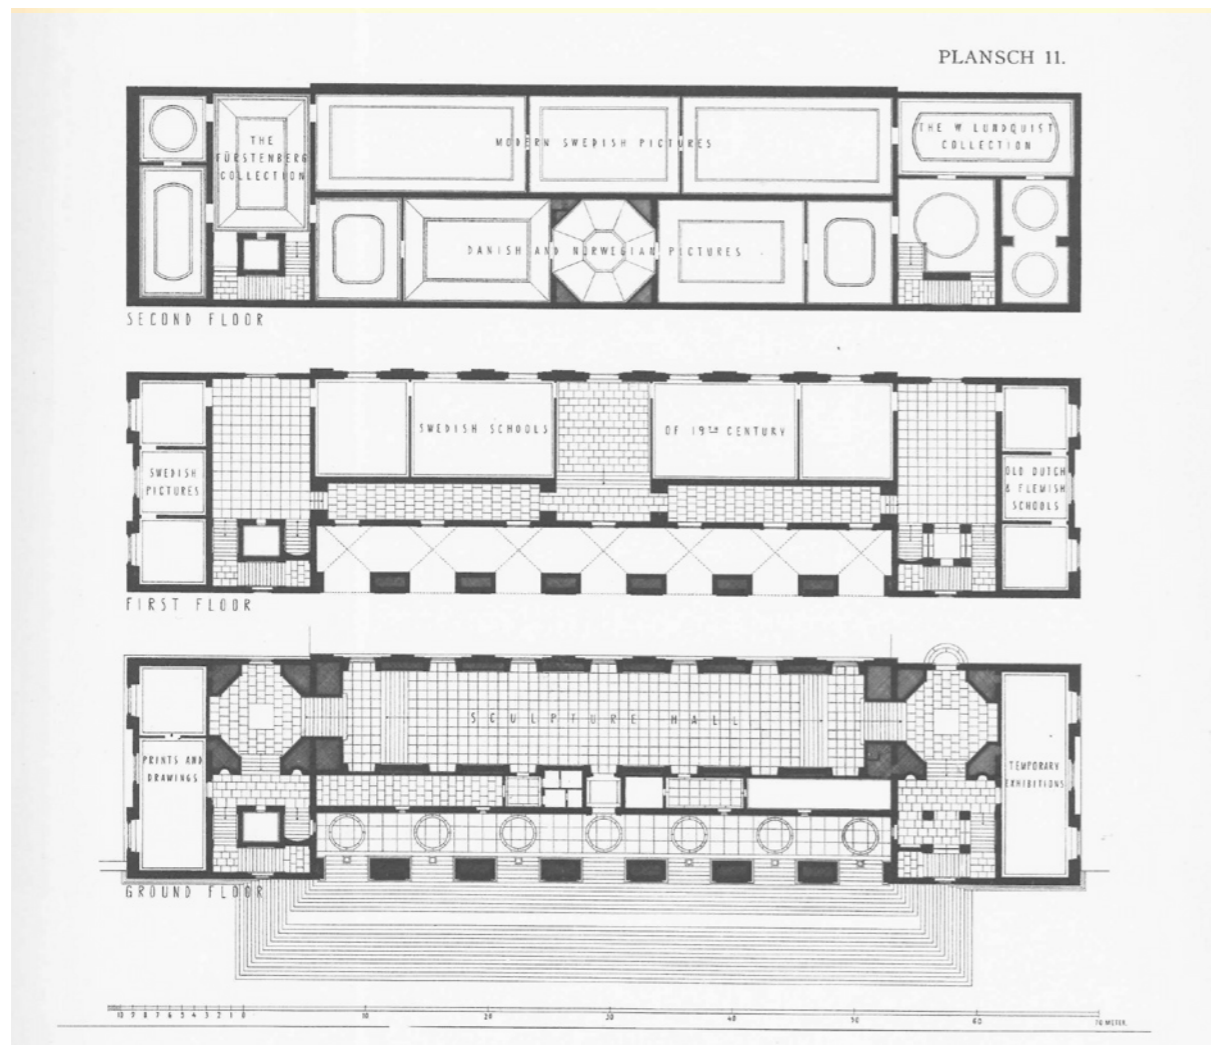 PLANSCH 11.
THE
FÜRSTENBERG
COLLECTION
MODERN SWEDISH PICTURES
THE W LUNDQUIST
COLLECTION
DANISH AND NORWEGIAN PICTURES
SECOND FLOOR
SWEDISH SCHOOLS
OF 19TH CENTURY
SWEDISH
PICTURES
OLD DUTCH
& FLEMISH
SCHOOLS
FIRST FLOOR
SCULPTURE HALL
PRINTS AND
DRAWINGS
TEMPORARY
EXHIBITIONS
GROUND FLOOR
10 9 8 7 6 5 4 3 2 1 0 10 20 30 40 50 60 70 METER.